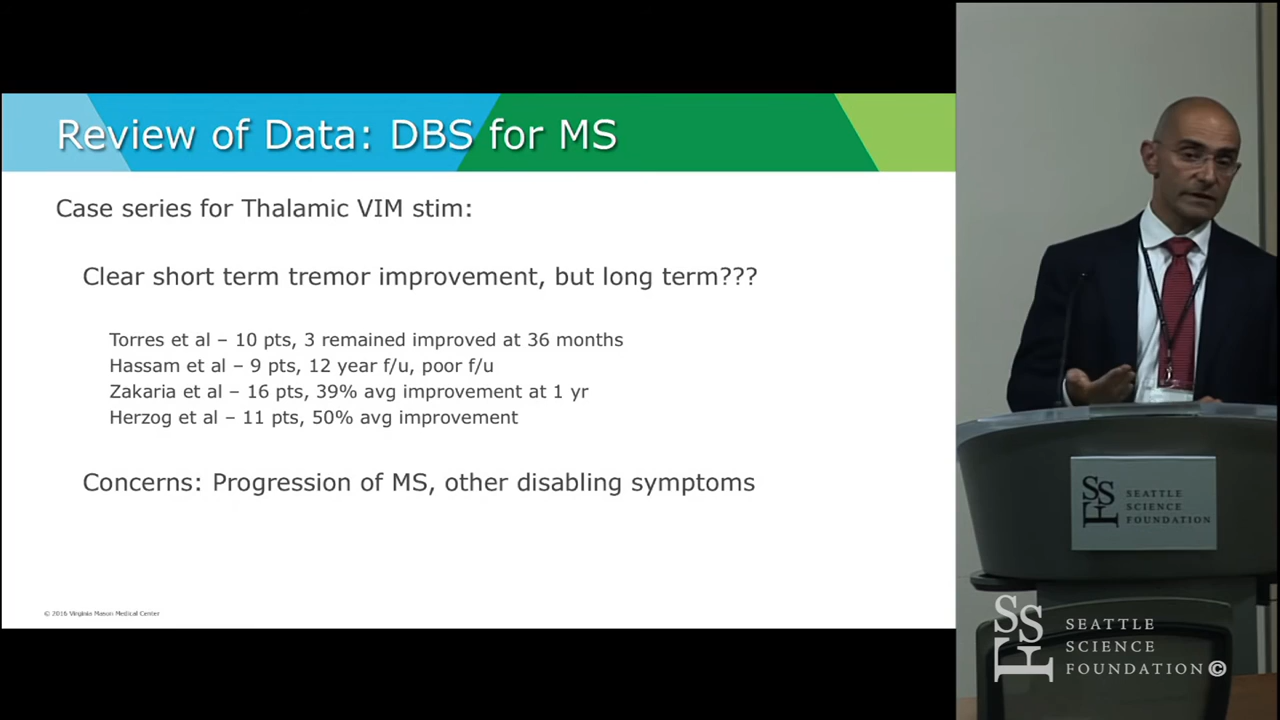 Review of Data: DBS for MS
Case series for Thalamic VIM stim:
Clear short term tremor improvement, but long term???
Torres et al – 10 pts, 3 remained improved at 36 months
Hassam et al – 9 pts, 12 year f/u, poor f/u
Zakaria et al – 16 pts, 39% avg improvement at 1 yr
Herzog et al – 11 pts, 50% avg improvement
Concerns: Progression of MS, other disabling symptoms
© 2016 Virginia Mason Medical Center
SSF
SEATTLE
SCIENCE
FOUNDATION
SSF
SEATTLE
SCIENCE
FOUNDATION©